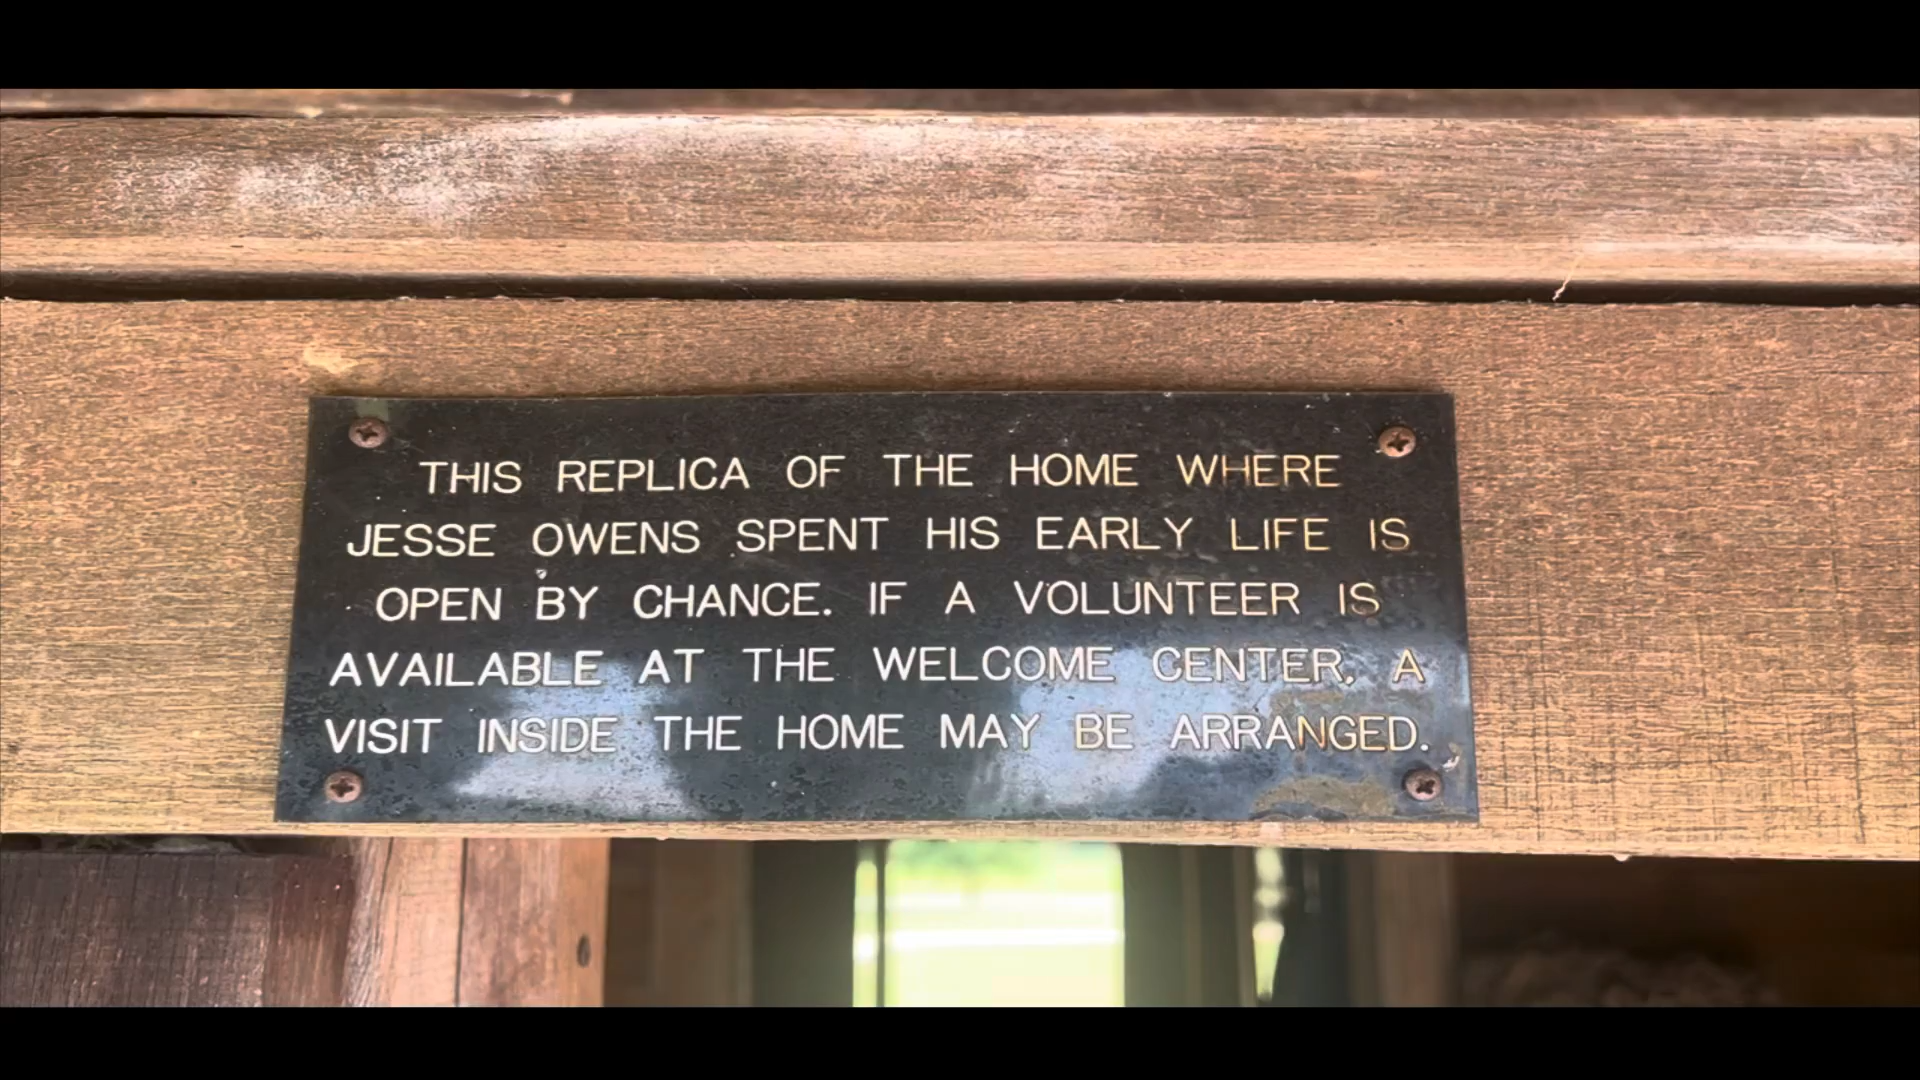 THIS REPLICA OF THE HOME WHERE
JESSE OWENS SPENT HIS EARLY LIFE IS
OPEN BY CHANCE. IF A VOLUNTEER IS
AVAILABLE AT THE WELCOME CENTER, A
VISIT INSIDE THE HOME MAY BE ARRANGED.